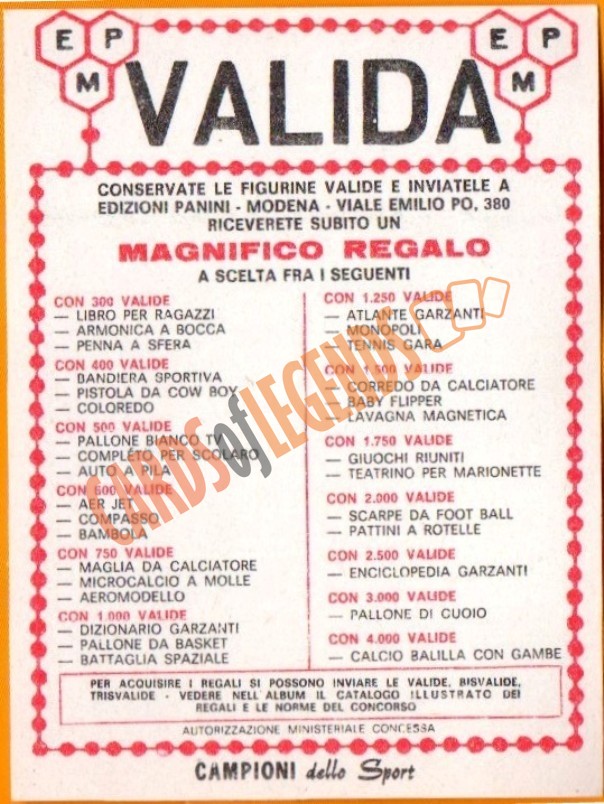 E P M
E P M
VALIDA
CONSERVATE LE FIGURINE VALIDE E INVIATELE A
EDIZIONI PANINI - MODENA - VIALE EMILIO PO, 380
RICEVERETE SUBITO UN
MAGNIFICO REGALO
A SCELTA FRA I SEGUENTI
CON 300 VALIDE
— LIBRO PER RAGAZZI
— ARMONICA A BOCCA
— PENNA A SFERA
CON 400 VALIDE
— BANDIERA SPORTIVA
— PISTOLA DA COW BOY
— COLOREDO
CON 500 VALIDE
— PALLONE BIANCO TV
— COMPLETO PER SCOLARO
— AUTO A PILA
CON 600 VALIDE
— AER JET
— COMPASSO
— BAMBOLA
CON 750 VALIDE
— MAGLIA DA CALCIATORE
— MICROCALCIO A MOLLE
— AEROMODELLO
CON 1.000 VALIDE
— DIZIONARIO GARZANTI
— PALLONE DA BASKET
— BATTAGLIA SPAZIALE
CON 1.250 VALIDE
— ATLANTE GARZANTI
— MONOPOLI
— TENNIS GARA
CON 1.500 VALIDE
— CORREDO DA CALCIATORE
— BABY FLIPPER
— LAVAGNA MAGNETICA
CON 1.750 VALIDE
— GIUOCHI RIUNITI
— TEATRINO PER MARIONETTE
CON 2.000 VALIDE
— SCARPE DA FOOT BALL
— PATTINI A ROTELLE
CON 2.500 VALIDE
— ENCICLOPEDIA GARZANTI
CON 3.000 VALIDE
— PALLONE DI CUOIO
CON 4.000 VALIDE
— CALCIO BALILLA CON GAMBE
PER ACQUISIRE I REGALI SI POSSONO INVIARE LE VALIDE, BISVALIDE,
TRISVALIDE - VEDERE NELL'ALBUM IL CATALOGO ILLUSTRATO DEI
REGALI E LE NORME DEL CONCORSO
AUTORIZZAZIONE MINISTERIALE CONCESSA
CAMPIONI dello Sport
CARDS of LEGENDS